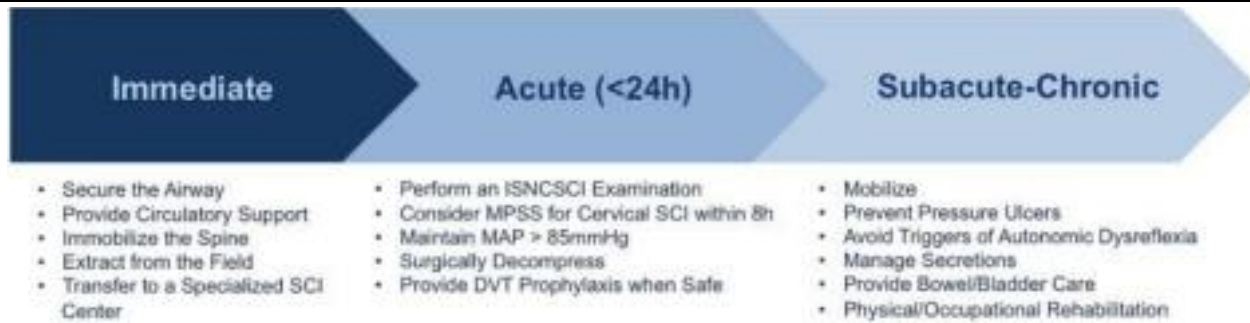 Immediate
Acute (<24h)
Subacute-Chronic
• Secure the Airway
• Provide Circulatory Support
• Immobilize the Spine
• Extract from the Field
• Transfer to a Specialized SCI
Center
• Perform an ISNCSCI Examination
• Consider MPSS for Cervical SCI within 8h
• Maintain MAP > 85mmHg
• Surgically Decompress
• Provide DVT Prophylaxis when Safe
• Mobilize
• Prevent Pressure Ulcers
• Avoid Triggers of Autonomic Dysreflexia
• Manage Secretions
• Provide Bowel/Bladder Care
• Physical/Occupational Rehabilitation